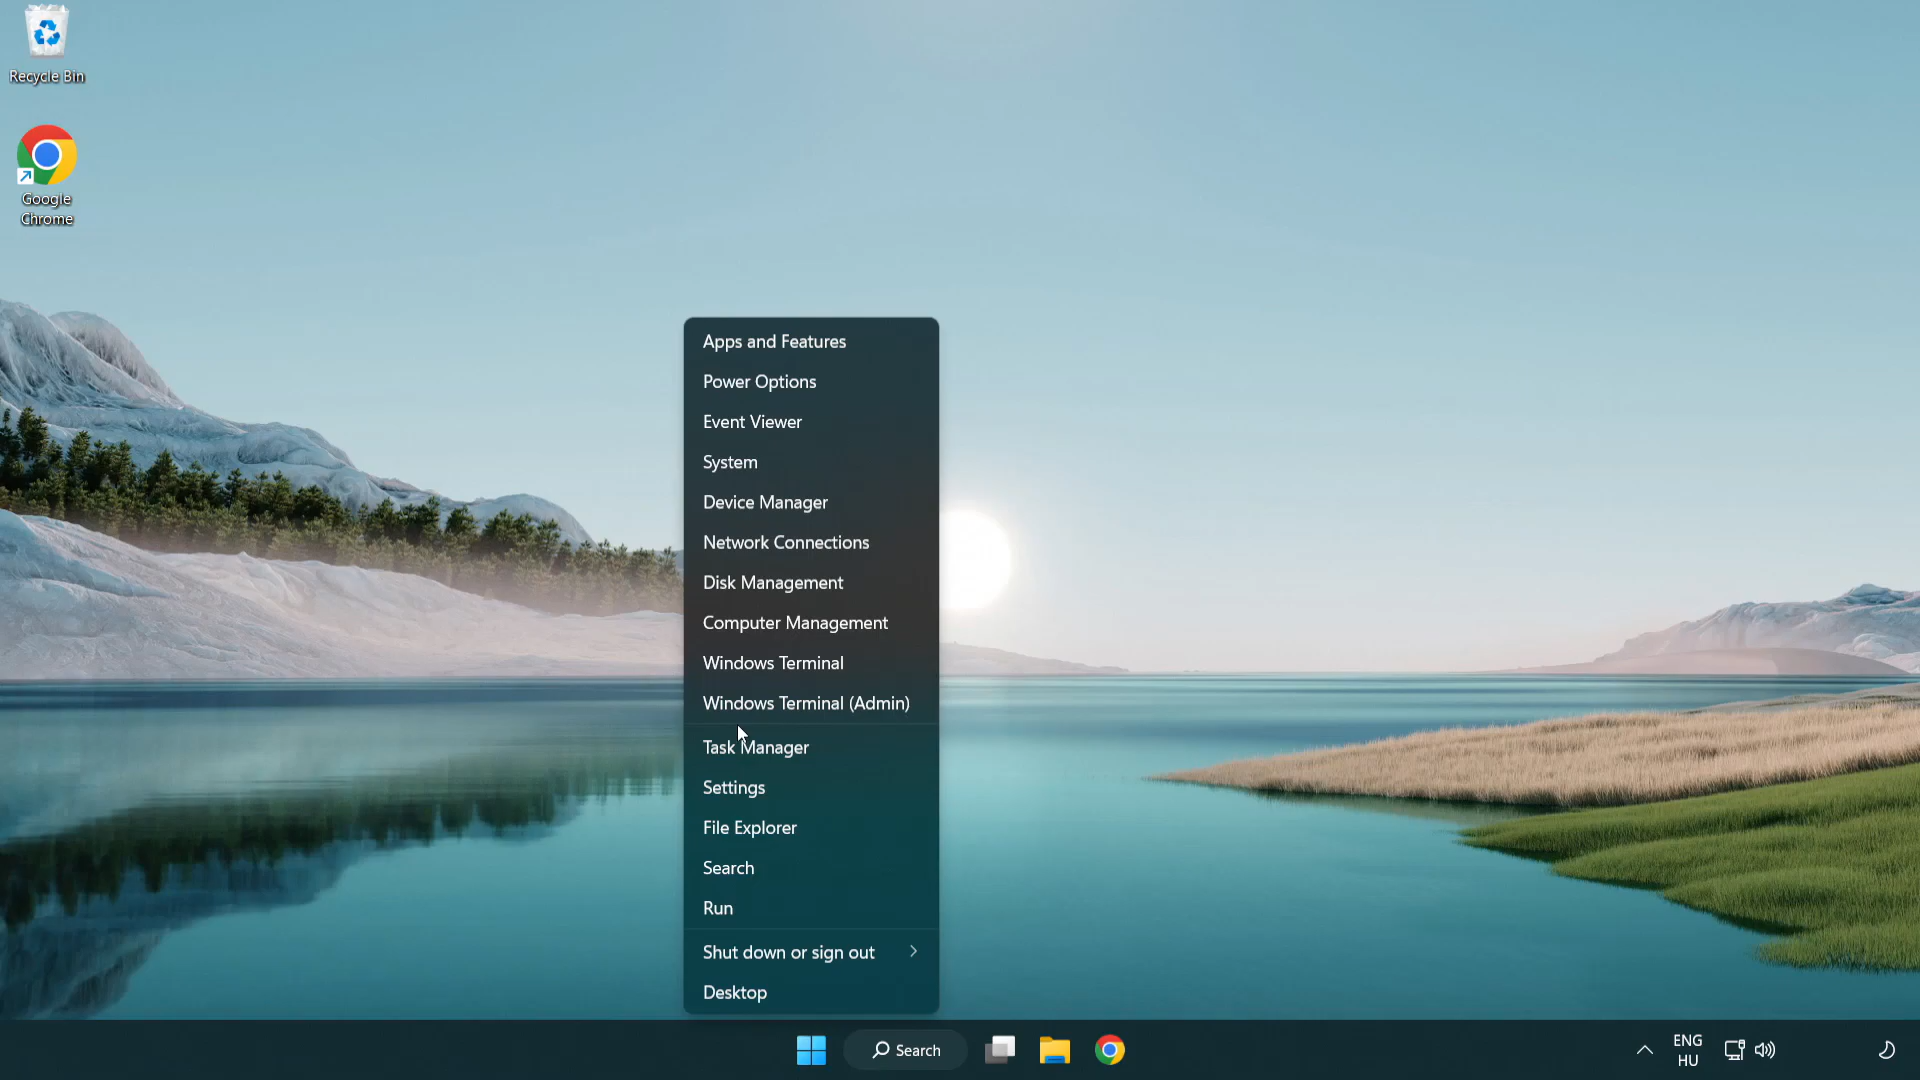 Recycle Bin
Google
Chrome
Apps and Features
Power Options
Event Viewer
System
Device Manager
Network Connections
Disk Management
Computer Management
Windows Terminal
Windows Terminal (Admin)
Task Manager
Settings
File Explorer
Search
Run
Shut down or sign out
Desktop
Search
ENG
HU